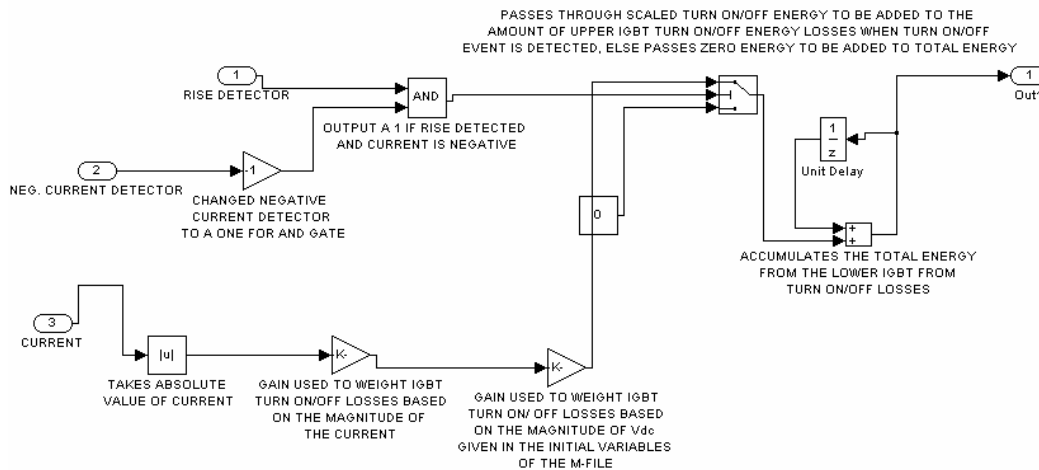 PASSES THROUGH SCALED TURN ON/OFF ENERGY TO BE ADDED TO THE
AMOUNT OF UPPER IGBT TURN ON/OFF ENERGY LOSSES WHEN TURN ON/OFF
EVENT IS DETECTED, ELSE PASSES ZERO ENERGY TO BE ADDED TO TOTAL ENERGY
1
RISE DETECTOR
AND
OUTPUT A 1 IF RISE DETECTED
AND CURRENT IS NEGATIVE
1
Out1
1
z
Unit Delay
2
NEG. CURRENT DETECTOR
-1
CHANGED NEGATIVE
CURRENT DETECTOR
TO A ONE FOR AND GATE
0
+
+
ACCUMULATES THE TOTAL ENERGY
FROM THE LOWER IGBT FROM
TURN ON/OFF LOSSES
3
CURRENT
|u|
TAKES ABSOLUTE
VALUE OF CURRENT
K-
GAIN USED TO WEIGHT IGBT
TURN ON/OFF LOSSES BASED
ON THE MAGNITUDE OF
THE CURRENT
K-
GAIN USED TO WEIGHT IGBT
TURN ON/ OFF LOSSES BASED
ON THE MAGNITUDE OF Vdc
GIVEN IN THE INITIAL VARIABLES
OF THE M-FILE